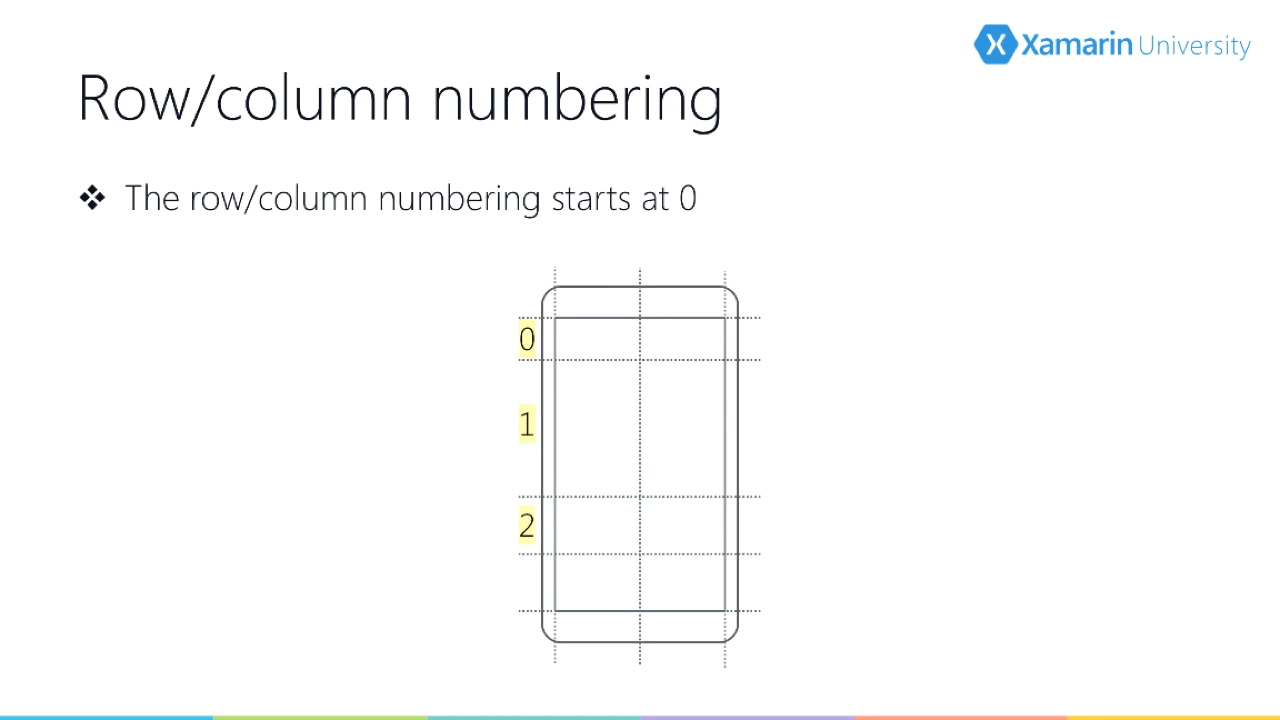 Xamarin University
Row/column numbering
❖ The row/column numbering starts at 0
0
1
2